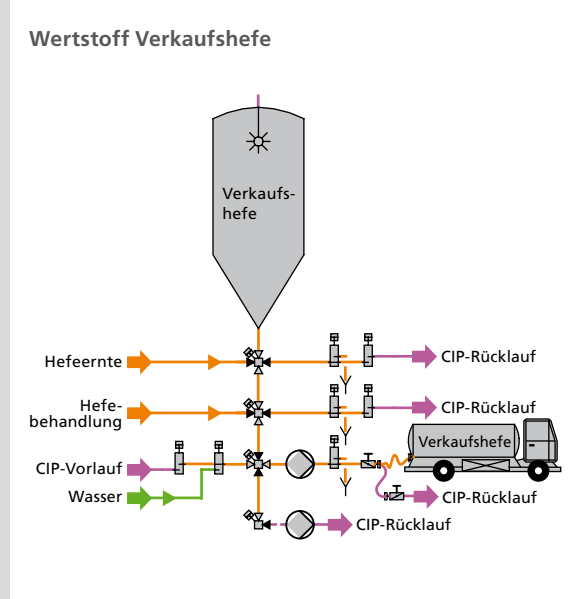 Wertstoff Verkaufshefe
Verkaufs-
hefe
Hefeernte
CIP-Rücklauf
Hefe-
behandlung
CIP-Rücklauf
Verkaufshefe
CIP-Vorlauf
Wasser
CIP-Rücklauf
CIP-Rücklauf